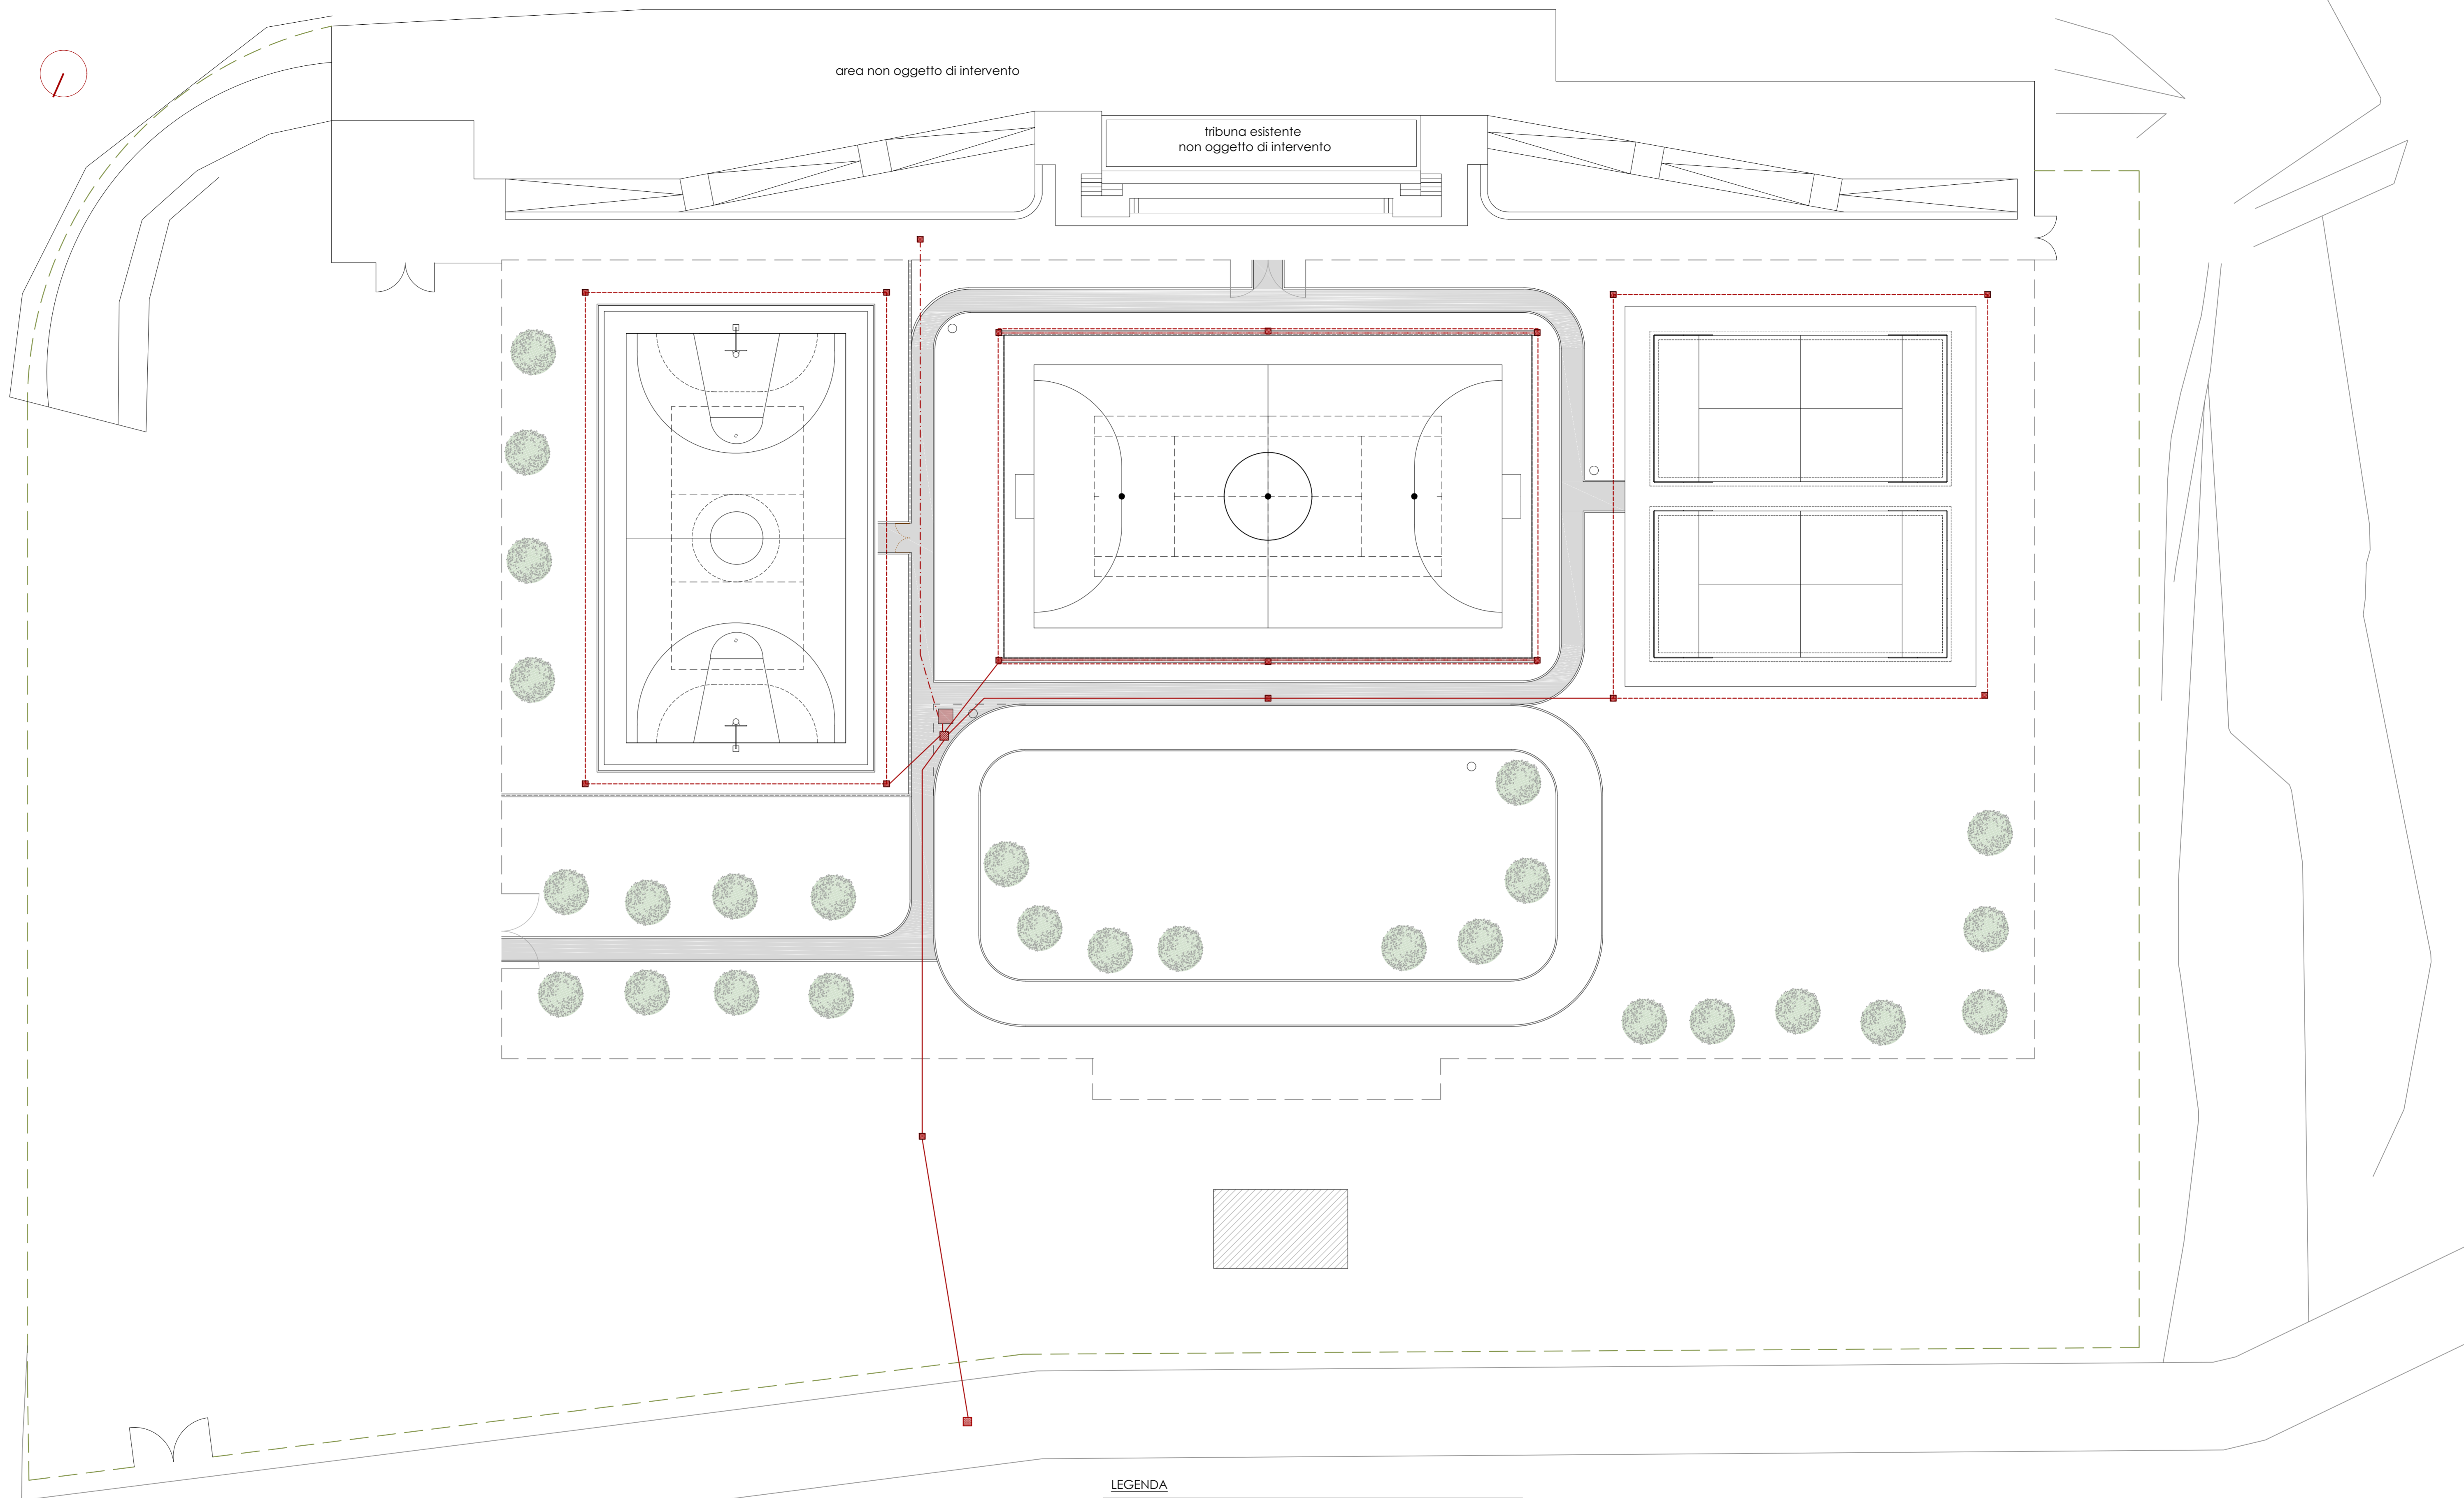 area non oggetto di intervento
tribuna esistente
non oggetto di intervento
LEGENDA